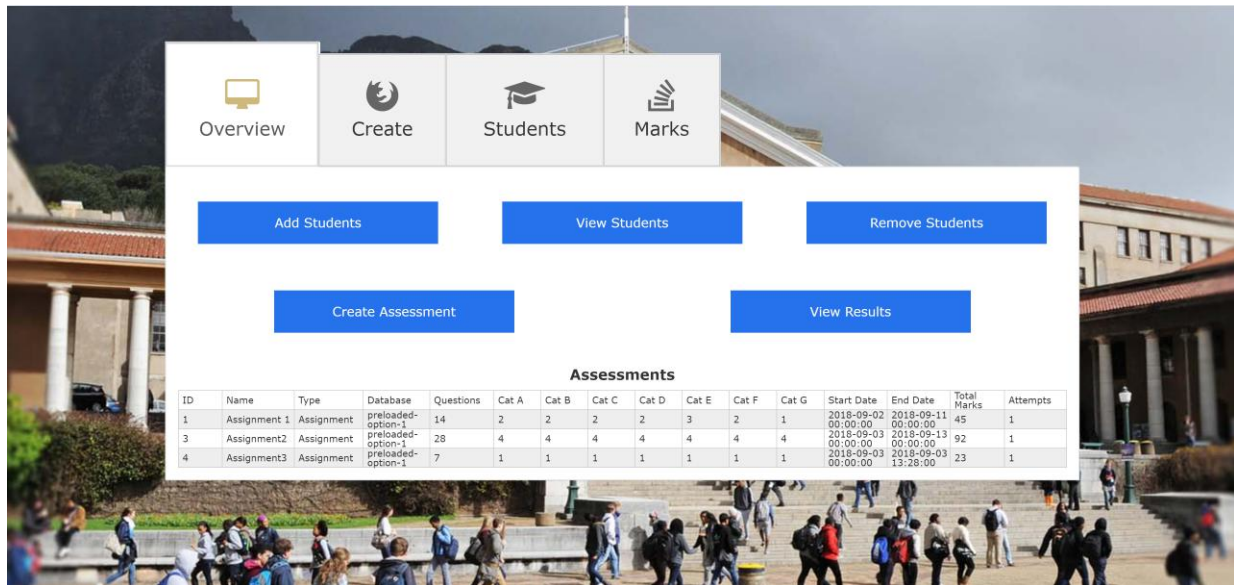 Overview Create Students Marks
Add Students View Students Remove Students
Create Assessment View Results
Assessments
ID Name Type Database Questions Cat A Cat B Cat C Cat D Cat E Cat F Cat G Start Date End Date Total Marks Attempts
1 Assignment 1 Assignment preloaded-option-1 14 2 2 2 2 3 2 1 2018-09-02 00:00:00 2018-09-11 00:00:00 45 1
3 Assignment2 Assignment preloaded-option-1 28 4 4 4 4 4 4 4 2018-09-03 00:00:00 2018-09-13 00:00:00 92 1
4 Assignment3 Assignment preloaded-option-1 7 1 1 1 1 1 1 1 2018-09-03 00:00:00 2018-09-03 13:28:00 23 1